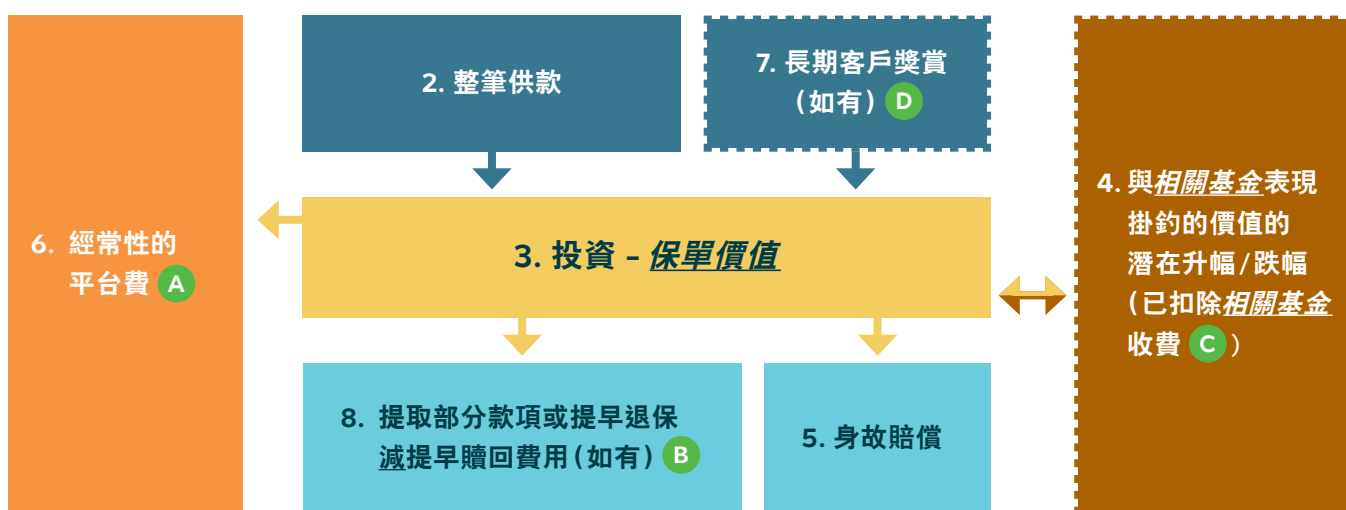 2. 整筆供款
7. 長期客戶獎賞
(如有) D
6. 經常性的
平台費 A
3. 投資 – 保單價值
4. 與相關基金表現
掛鈎的價值的
潛在升幅/跌幅
(已扣除相關基金
收費 C )
8. 提取部分款項或提早退保
減提早贖回費用(如有) B
5. 身故賠償